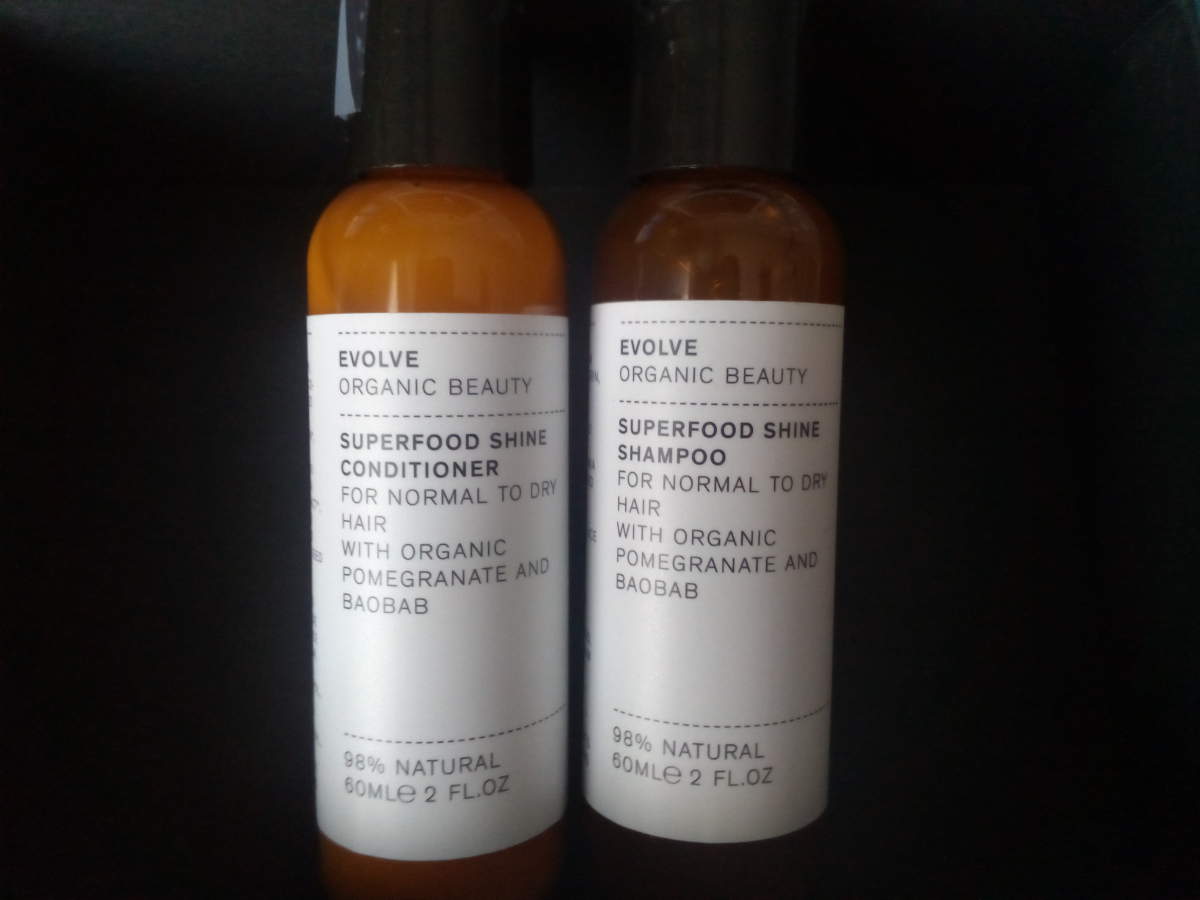 EVOLVE
ORGANIC BEAUTY
SUPERFOOD SHINE
CONDITIONER
FOR NORMAL TO DRY
HAIR
WITH ORGANIC
POMEGRANATE AND
BAOBAB
98% NATURAL
60ML℮ 2 FL.OZ
EVOLVE
ORGANIC BEAUTY
SUPERFOOD SHINE
SHAMPOO
FOR NORMAL TO DRY
HAIR
WITH ORGANIC
POMEGRANATE AND
BAOBAB
98% NATURAL
60ML℮ 2 FL.OZ